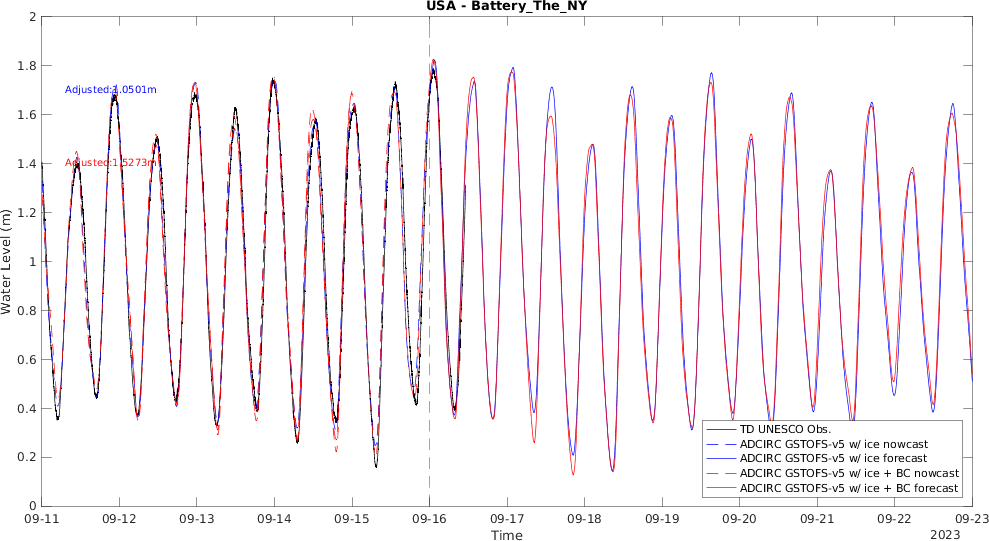 USA - Battery_The_NY
Water Level (m)
2
1.8
1.6
1.4
1.2
1
0.8
0.6
0.4
0.2
0
Adjusted:1.0501m
Adjusted:1.5273m
TD UNESCO Obs.
ADCIRC GSTOFS-v5 w/ ice nowcast
ADCIRC GSTOFS-v5 w/ ice forecast
ADCIRC GSTOFS-v5 w/ ice + BC nowcast
ADCIRC GSTOFS-v5 w/ ice + BC forecast
09-11 09-12 09-13 09-14 09-15 09-16 09-17 09-18 09-19 09-20 09-21 09-22 09-23
Time
2023